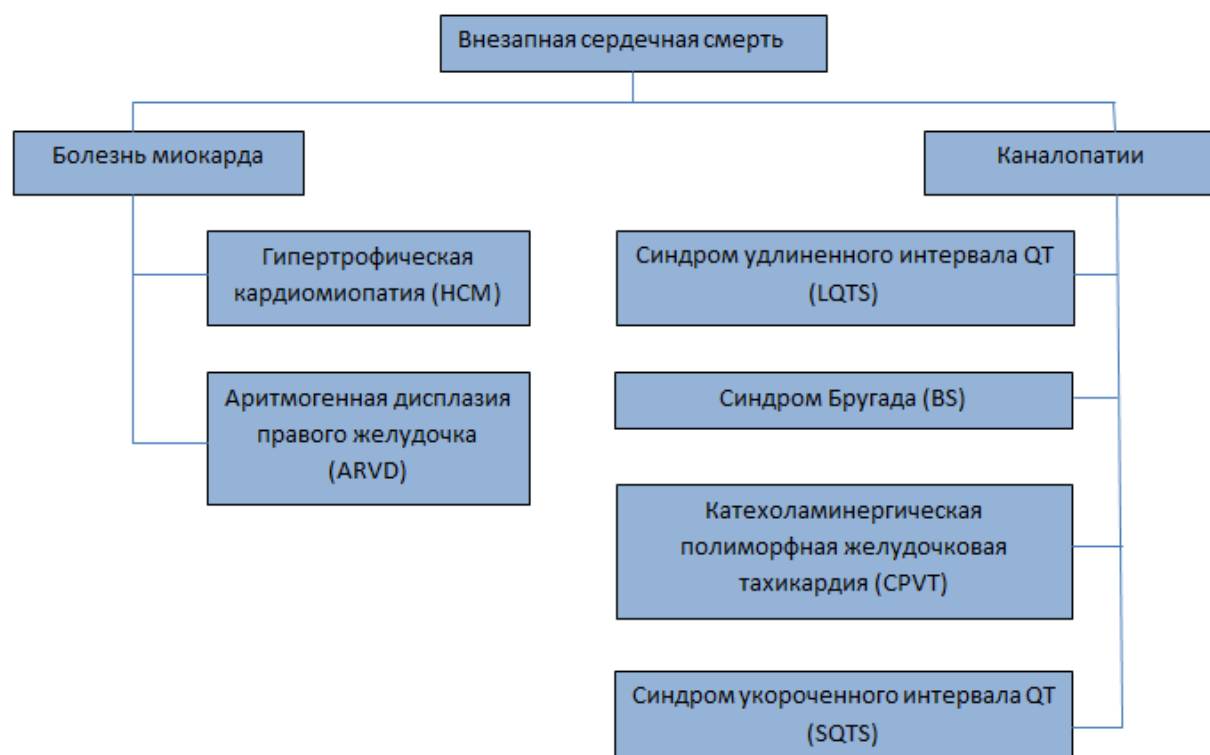 Внезапная сердечная смерть
Болезнь миокарда
Каналопатии
Гипертрофическая
кардиомиопатия (HCM)
Аритмогенная дисплазия
правого желудочка
(ARVD)
Синдром удлиненного интервала QT
(LQTS)
Синдром Бругада (BS)
Катехоламинергическая
полиморфная желудочковая
тахикардия (CPVT)
Синдром укороченного интервала QT
(SQTS)